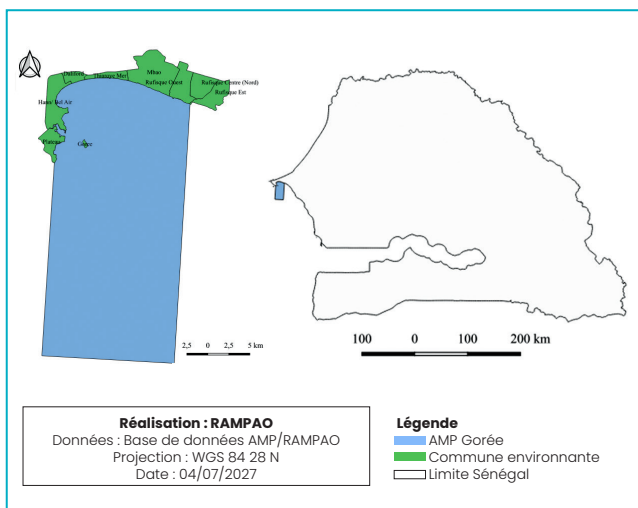 Dalifort
Thiaroye Mer
Mbao
Rufisque Ouest
Rufisque Centre (Nord)
Rufisque Est
Hann/ Bel Air
Plateau
Gorée
2,5 0 2,5 5 km
100 0 100 200 km
Réalisation : RAMPAO
Données : Base de données AMP/RAMPAO
Projection : WGS 84 28 N
Date : 04/07/2027
Légende
AMP Gorée
Commune environnante
Limite Sénégal